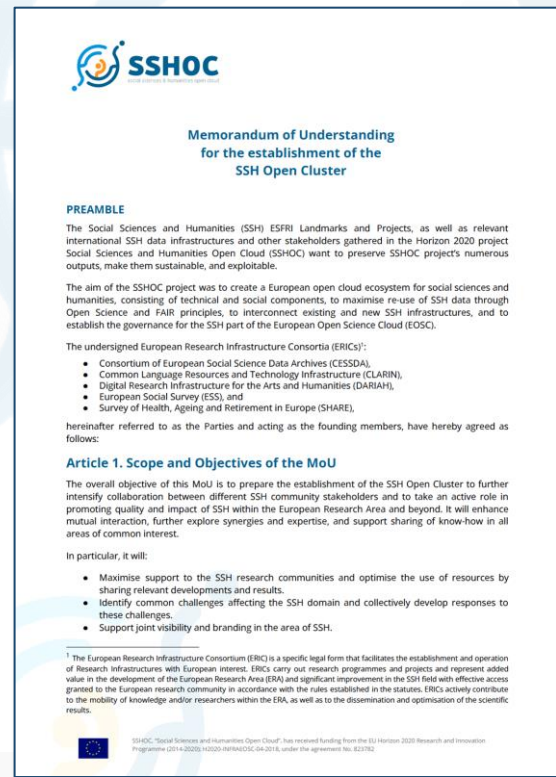 SSHOC
social sciences & humanities open cloud
Memorandum of Understanding
for the establishment of the
SSH Open Cluster
PREAMBLE
The Social Sciences and Humanities (SSH) ESFRI Landmarks and Projects, as well as relevant
international SSH data infrastructures and other stakeholders gathered in the Horizon 2020 project
Social Sciences and Humanities Open Cloud (SSHOC) want to preserve SSHOC project's numerous
outputs, make them sustainable, and exploitable.
The aim of the SSHOC project was to create a European open cloud ecosystem for social sciences and
humanities, consisting of technical and social components, to maximise re-use of SSH data through
Open Science and FAIR principles, to interconnect existing and new SSH infrastructures, and to
establish the governance for the SSH part of the European Open Science Cloud (EOSC).
The undersigned European Research Infrastructure Consortia (ERICs)¹:
• Consortium of European Social Science Data Archives (CESSDA),
• Common Language Resources and Technology Infrastructure (CLARIN),
• Digital Research Infrastructure for the Arts and Humanities (DARIAH),
• European Social Survey (ESS), and
• Survey of Health, Ageing and Retirement in Europe (SHARE),
hereinafter referred to as the Parties and acting as the founding members, have hereby agreed as
follows:
Article 1. Scope and Objectives of the MoU
The overall objective of this MoU is to prepare the establishment of the SSH Open Cluster to further
intensify collaboration between different SSH community stakeholders and to take an active role in
promoting quality and impact of SSH within the European Research Area and beyond. It will enhance
mutual interaction, further explore synergies and expertise, and support sharing of know-how in all
areas of common interest.
In particular, it will:
• Maximise support to the SSH research communities and optimise the use of resources by
sharing relevant developments and results.
• Identify common challenges affecting the SSH domain and collectively develop responses to
these challenges.
• Support joint visibility and branding in the area of SSH.
¹ The European Research Infrastructure Consortium (ERIC) is a specific legal form that facilitates the establishment and operation
of Research Infrastructures with European interest. ERICs carry out research programmes and projects and represent added
value in the development of the European Research Area (ERA) and significant improvement in the SSH field with effective access
granted to the European research community in accordance with the rules established in the statutes. ERICs actively contribute
to the mobility of knowledge and/or researchers within the ERA, as well as to the dissemination and optimisation of the scientific
results.
SSHOC, "Social Sciences and Humanities Open Cloud", has received funding from the EU Horizon 2020 Research and Innovation
Programme (2014-2020); H2020-INFRAEOSC-04-2018, under the agreement No. 823782